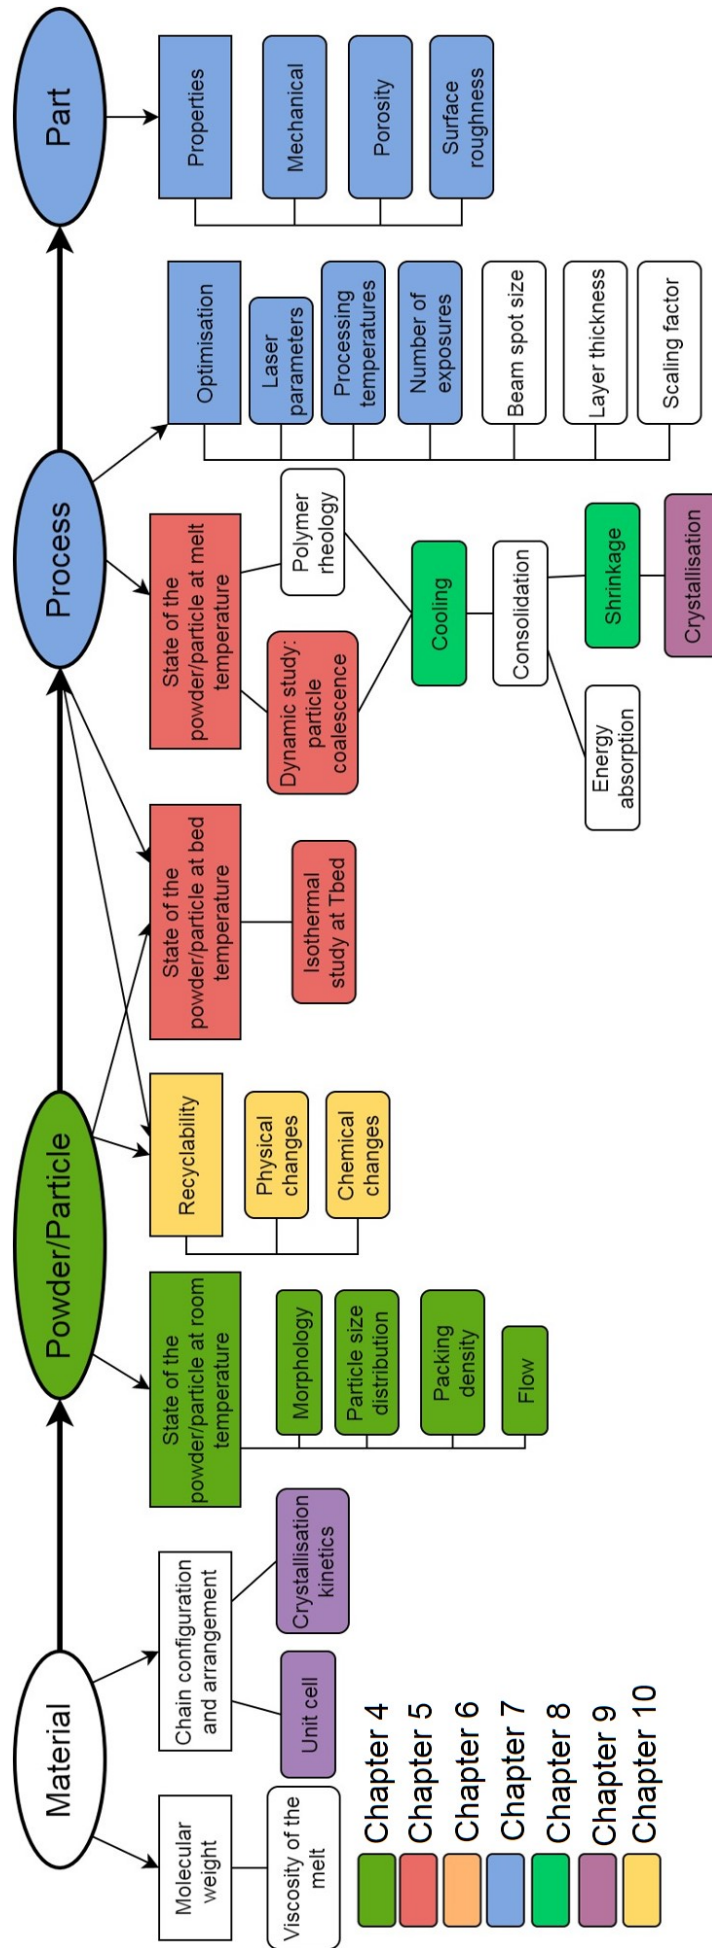 Material
Powder/Particle
Process
Part
Molecular
weight
Viscosity of the
melt
Chain configuration
and arrangement
Unit cell
Crystallisation
kinetics
State of the
powder/particle at room
temperature
Morphology
Particle size
distribution
Packing
density
Flow
Recyclability
Physical
changes
Chemical
changes
State of the
powder/particle at bed
temperature
Isothermal
study at Tbed
State of the
powder/particle at melt
temperature
Dynamic study:
particle
coalescence
Polymer
rheology
Cooling
Consolidation
Energy
absorption
Shrinkage
Crystallisation
Optimisation
Laser
parameters
Processing
temperatures
Number of
exposures
Beam spot size
Layer thickness
Scaling factor
Properties
Mechanical
Porosity
Surface
roughness
Chapter 4
Chapter 5
Chapter 6
Chapter 7
Chapter 8
Chapter 9
Chapter 10